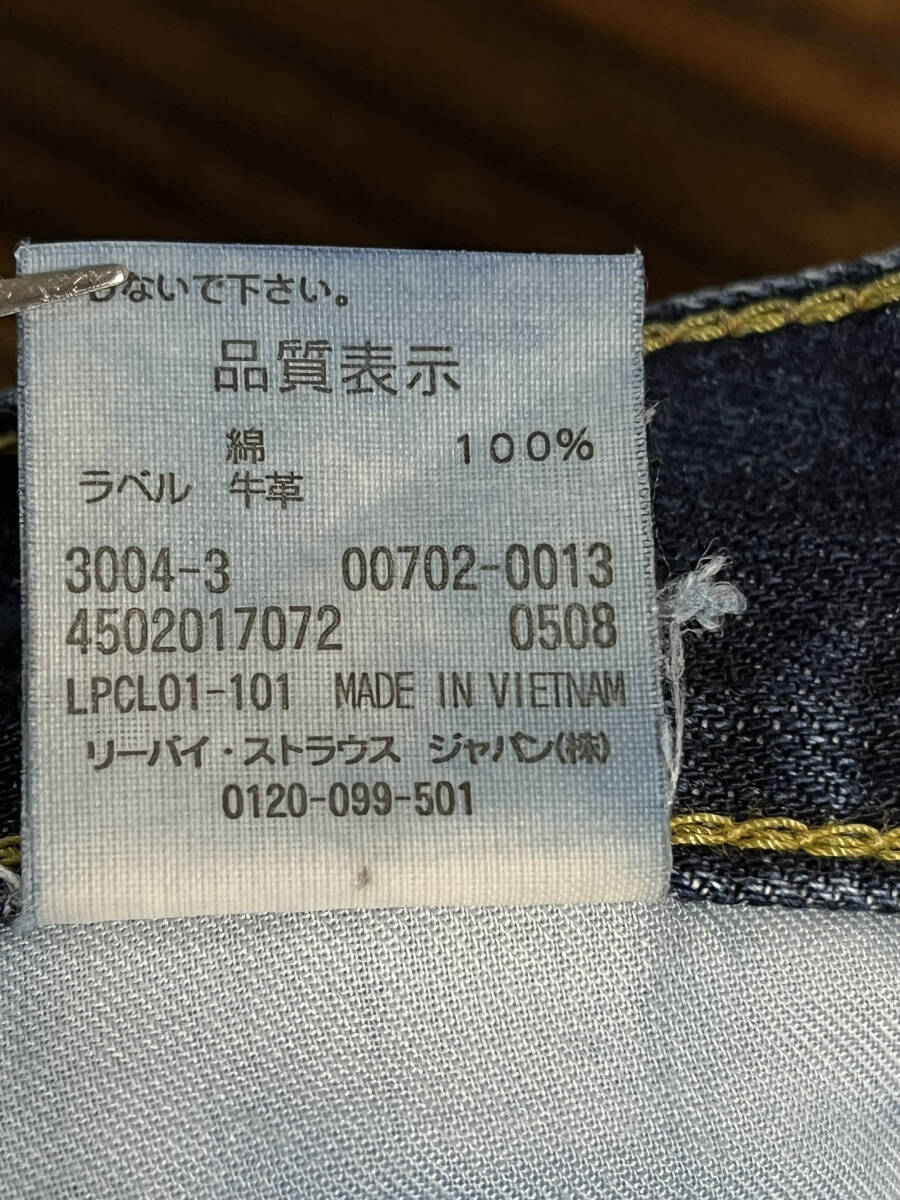 しないで下さい。
品質表示
綿 100%
ラベル 牛革
3004-3 00702-0013
4502017072 0508
LPCL01-101 MADE IN VIETNAM
リーバイ・ストラウス ジャパン(株)
0120-099-501